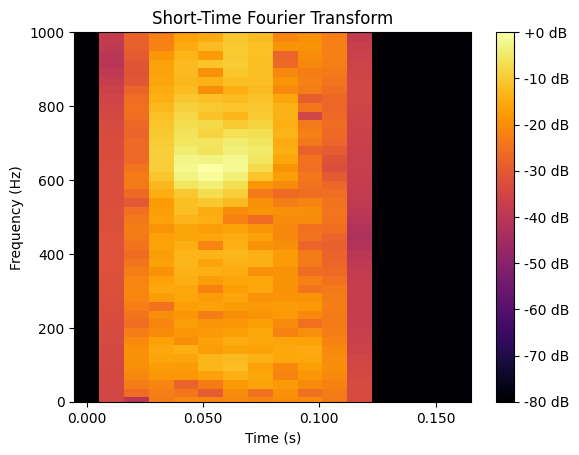 Short-Time Fourier Transform
Frequency (Hz)
1000
800
600
400
200
0
0.000
0.050
0.100
0.150
Time (s)
+0 dB
-10 dB
-20 dB
-30 dB
-40 dB
-50 dB
-60 dB
-70 dB
-80 dB